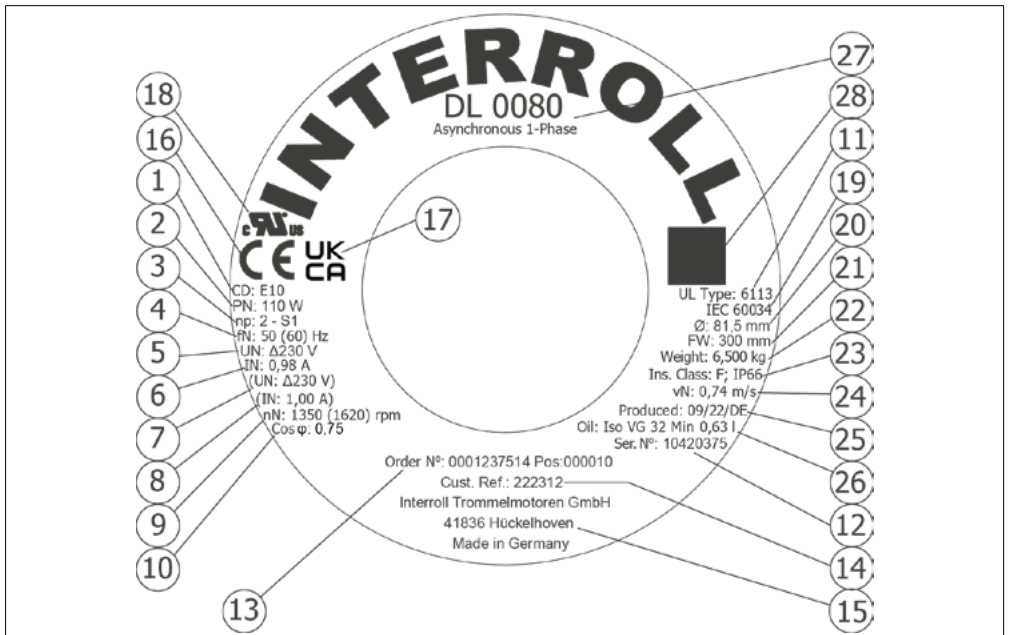 INTERROLL
DL 0080
Asynchronous 1-Phase
27
28
11
19
20
21
22
23
24
25
26
12
14
15
18
16
1
2
3
4
5
6
7
8
9
10
13
17
c RU US
CE
UK
CA
CD: E10
PN: 110 W
np: 2 - S1
fN: 50 (60) Hz
UN: Δ230 V
IN: 0,98 A
(UN: Δ230 V)
(IN: 1,00 A)
nN: 1350 (1620) rpm
Cos φ: 0,75
UL Type: 6113
IEC 60034
Ø: 81,5 mm
FW: 300 mm
Weight: 6,500 kg
Ins. Class: F; IP66
vN: 0,74 m/s
Produced: 09/22/DE
Oil: Iso VG 32 Min 0,63 l
Ser. Nº: 10420375
Order Nº: 0001237514 Pos:000010
Cust. Ref.: 222312
Interroll Trommelmotoren GmbH
41836 Hückelhoven
Made in Germany